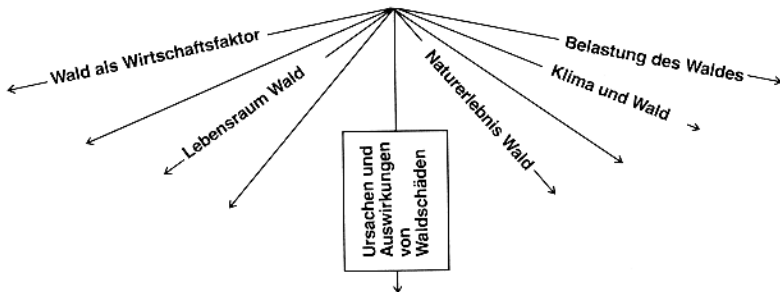 Wald als Wirtschaftsfaktor
Lebensraum Wald
Ursachen und
Auswirkungen
von
Waldschäden
Naturerlebnis Wald
Klima und Wald
Belastung des Waldes